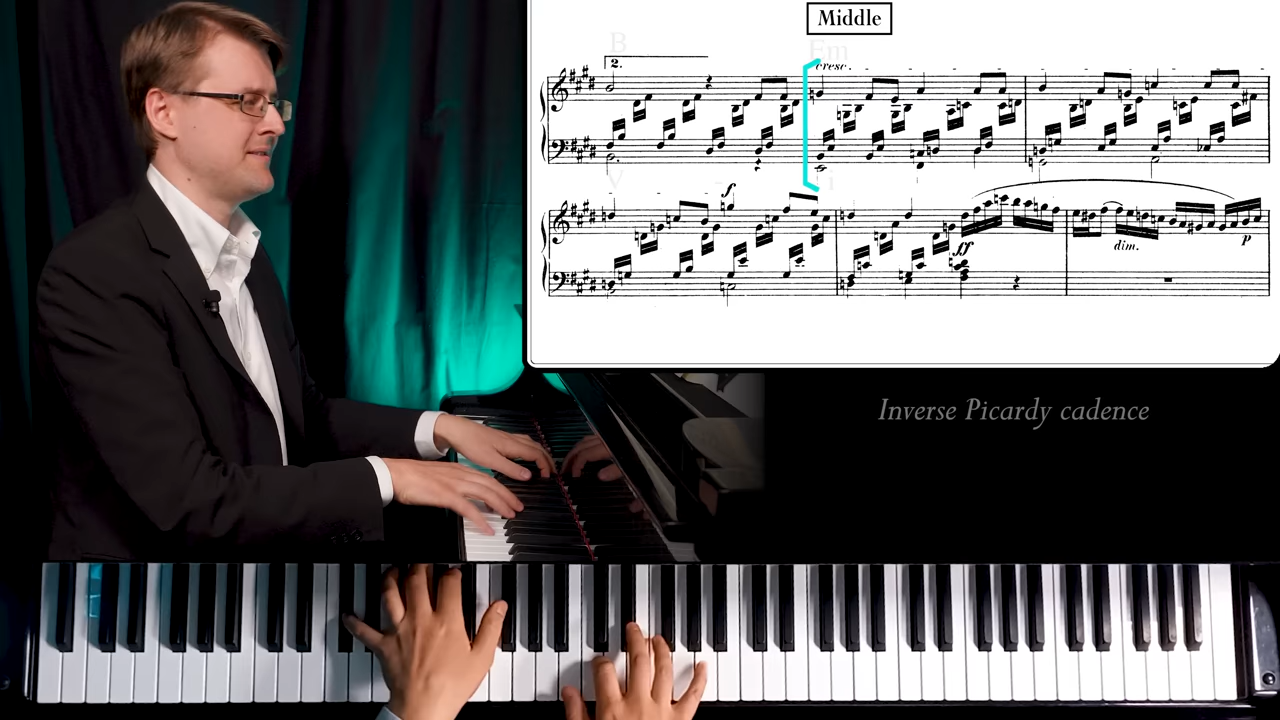 Middle
B
Em
2.
cresc.
V
i
f
ff
dim.
p
Inverse Picardy cadence